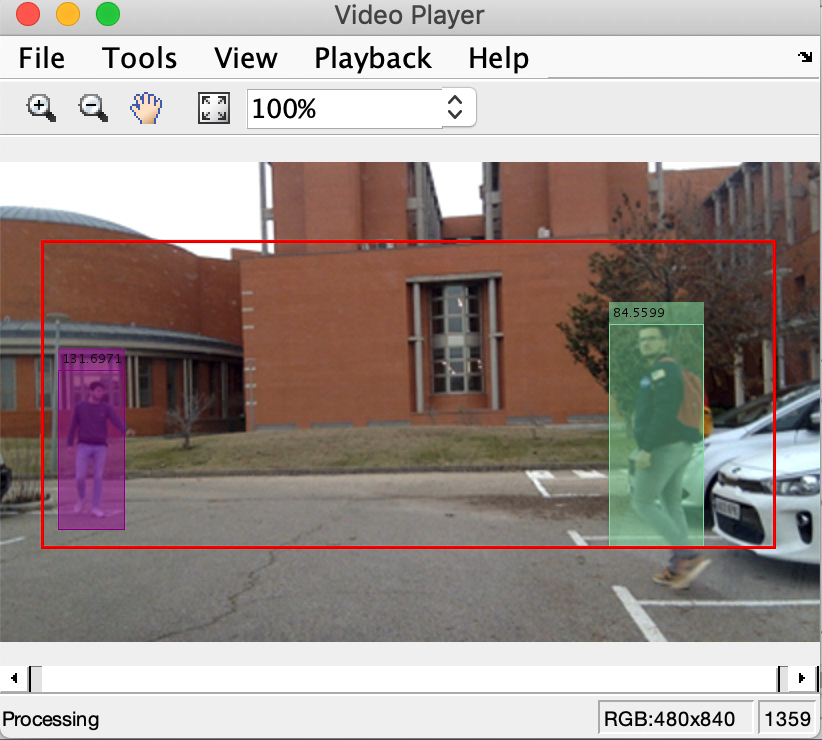 Video Player
File Tools View Playback Help
100%
84.5599
131.6971
Processing
RGB:480x840
1359